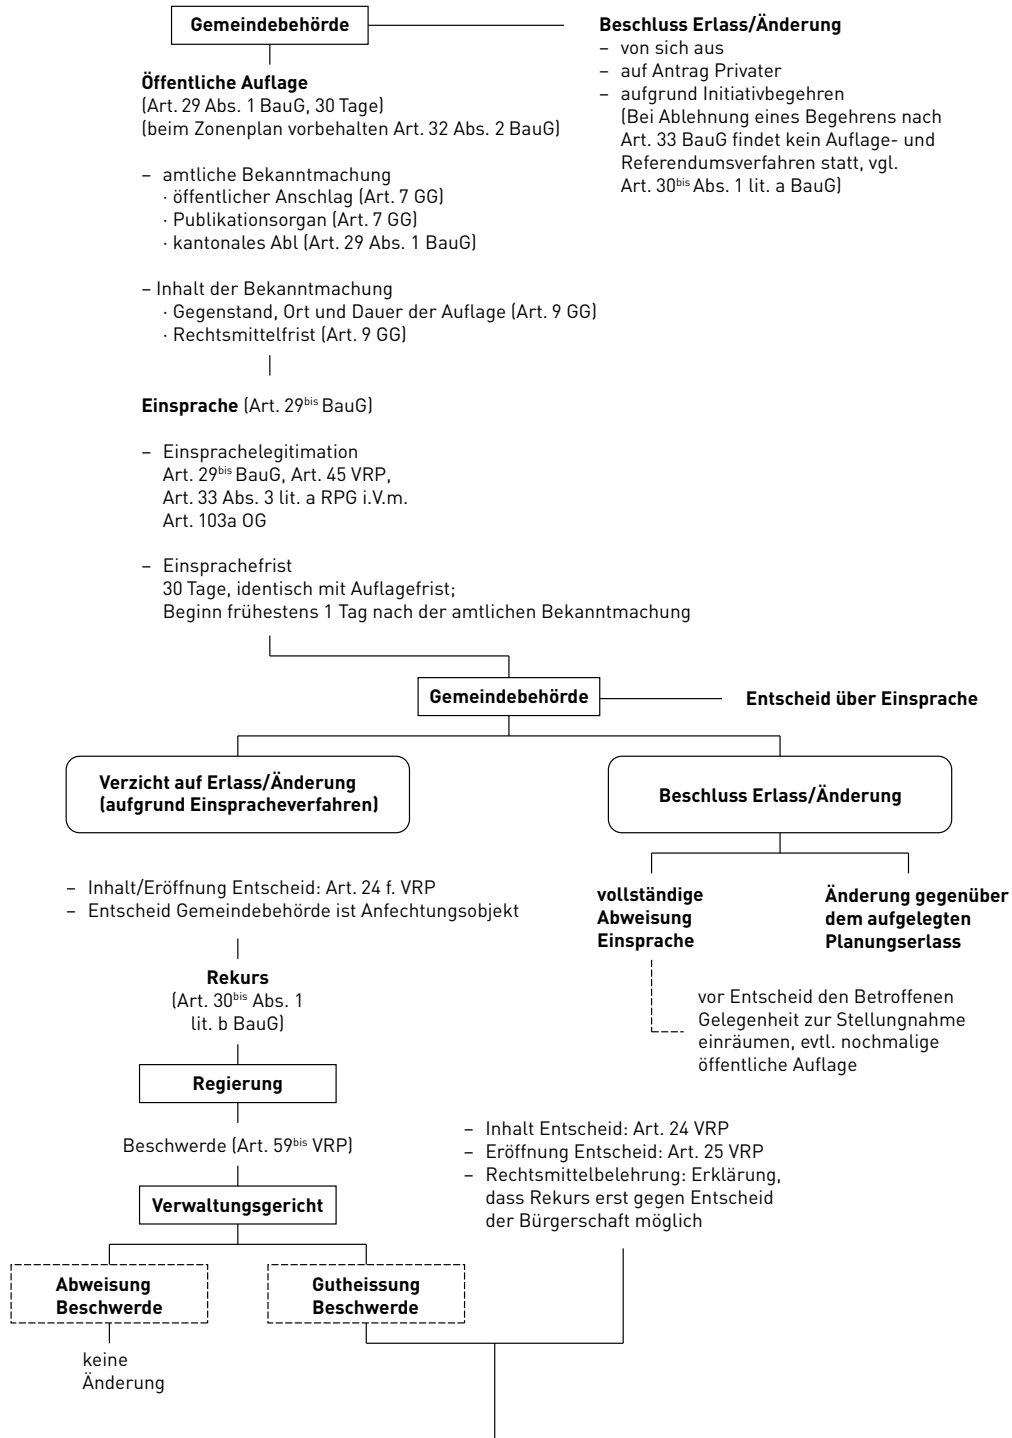 Gemeindebehörde
Beschluss Erlass/Änderung
– von sich aus
– auf Antrag Privater
– aufgrund Initiativbegehren
(Bei Ablehnung eines Begehrens nach
Art. 33 BauG findet kein Auflage- und
Referendumsverfahren statt, vgl.
Art. 30bis Abs. 1 lit. a BauG)
Öffentliche Auflage
(Art. 29 Abs. 1 BauG, 30 Tage)
(beim Zonenplan vorbehalten Art. 32 Abs. 2 BauG)
– amtliche Bekanntmachung
· öffentlicher Anschlag (Art. 7 GG)
· Publikationsorgan (Art. 7 GG)
· kantonales Abl (Art. 29 Abs. 1 BauG)
– Inhalt der Bekanntmachung
· Gegenstand, Ort und Dauer der Auflage (Art. 9 GG)
· Rechtsmittelfrist (Art. 9 GG)
Einsprache (Art. 29bis BauG)
– Einsprachelegitimation
Art. 29bis BauG, Art. 45 VRP,
Art. 33 Abs. 3 lit. a RPG i.V.m.
Art. 103a OG
– Einsprachefrist
30 Tage, identisch mit Auflagefrist;
Beginn frühestens 1 Tag nach der amtlichen Bekanntmachung
Gemeindebehörde
Entscheid über Einsprache
Verzicht auf Erlass/Änderung
(aufgrund Einspracheverfahren)
Beschluss Erlass/Änderung
– Inhalt/Eröffnung Entscheid: Art. 24 f. VRP
– Entscheid Gemeindebehörde ist Anfechtungsobjekt
vollständige
Abweisung
Einsprache
Änderung gegenüber
dem aufgelegten
Planungserlass
vor Entscheid den Betroffenen
Gelegenheit zur Stellungnahme
einräumen, evtl. nochmalige
öffentliche Auflage
Rekurs
(Art. 30bis Abs. 1
lit. b BauG)
Regierung
Beschwerde (Art. 59bis VRP)
Verwaltungsgericht
– Inhalt Entscheid: Art. 24 VRP
– Eröffnung Entscheid: Art. 25 VRP
– Rechtsmittelbelehrung: Erklärung,
dass Rekurs erst gegen Entscheid
der Bürgerschaft möglich
Abweisung
Beschwerde
Gutheissung
Beschwerde
keine
Änderung